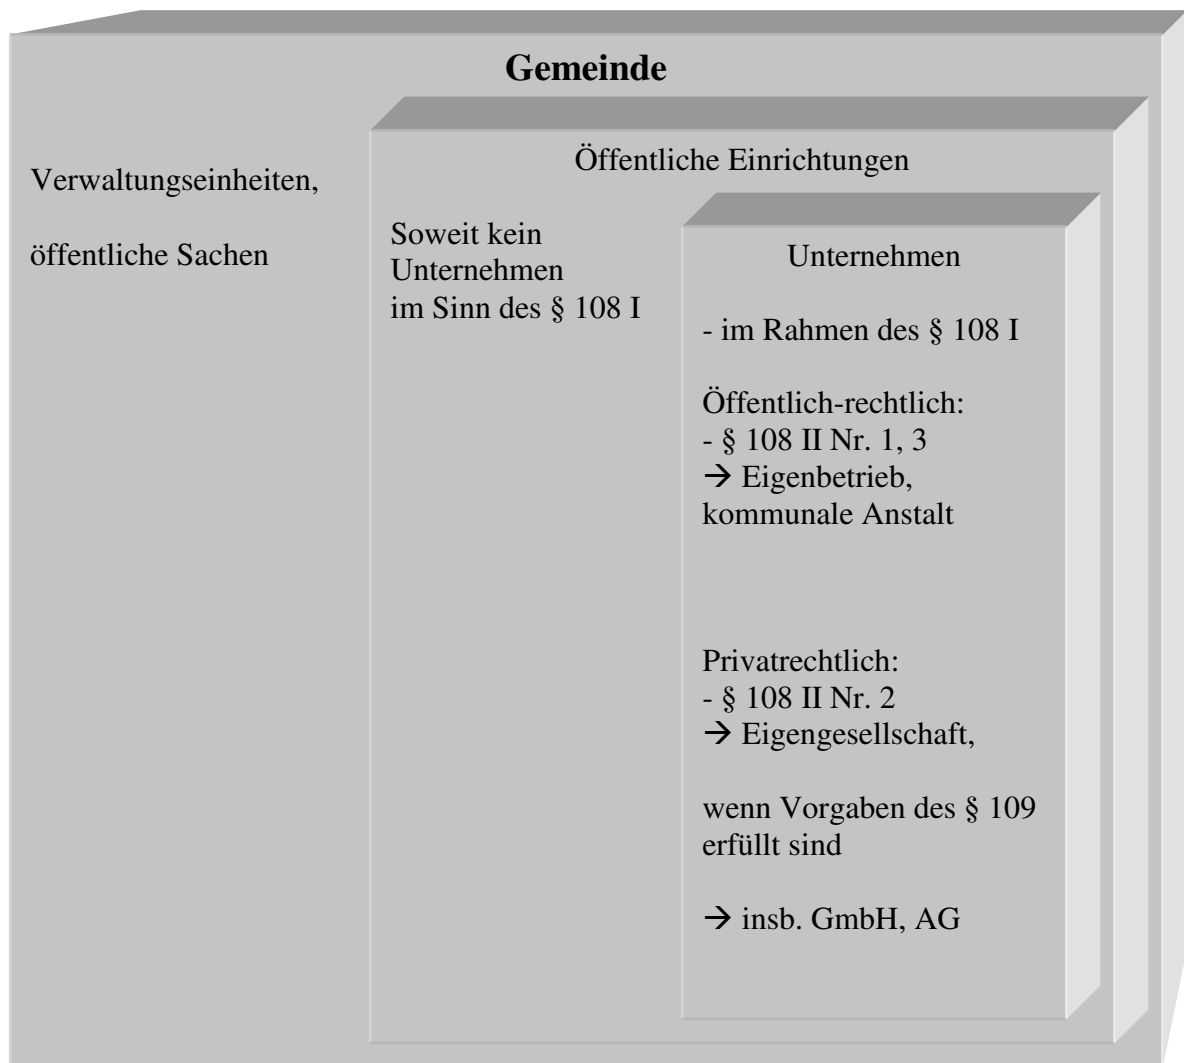 Gemeinde
Verwaltungseinheiten,
öffentliche Sachen
Öffentliche Einrichtungen
Soweit kein
Unternehmen
im Sinn des § 108 I
Unternehmen
- im Rahmen des § 108 I
Öffentlich-rechtlich:
- § 108 II Nr. 1, 3
→ Eigenbetrieb,
kommunale Anstalt
Privatrechtlich:
- § 108 II Nr. 2
→ Eigengesellschaft,
wenn Vorgaben des § 109
erfüllt sind
→ insb. GmbH, AG